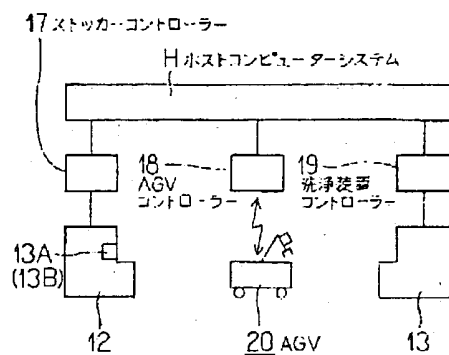 17 ストッカーコントローラー
H ホストコンピューターシステム
18
AGV
コントローラー
19
洗浄装置
コントローラー
13A
(13B)
12
20 AGV
13